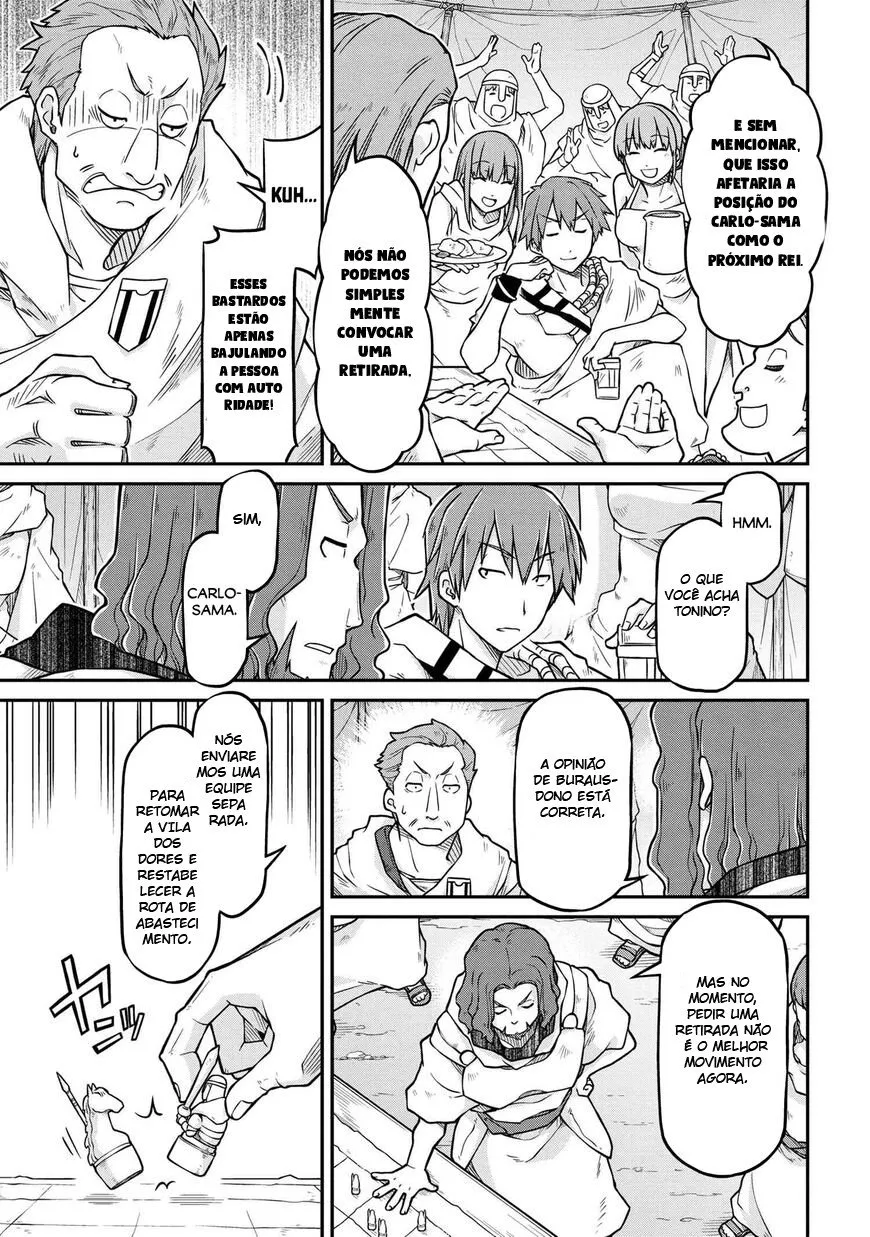 E SEM
MENCIONAR,
QUE ISSO
AFETARIA A
POSIÇÃO DO
CARLO-SAMA
COMO O
PRÓXIMO REI.
NÓS NÃO
PODEMOS
SIMPLES
MENTE
CONVOCAR
UMA
RETIRADA.
KUH...
ESSES
BASTARDOS
ESTÃO
APENAS
BAJULANDO
A PESSOA
COM AUTO
RIDADE!
HMM.
O QUE
VOCÊ ACHA
TONINO?
SIM,
CARLO-
SAMA.
A OPINIÃO
DE BURAUS-
DONO ESTÁ
CORRETA.
MAS NO
MOMENTO,
PEDIR UMA
RETIRADA NÃO
É O MELHOR
MOVIMENTO
AGORA.
NÓS
ENVIARE
MOS UMA
EQUIPE
SEPA
RADA.
PARA
RETOMAR
A VILA
DOS
DORES E
RESTABE
LECER A
ROTA DE
ABASTECI
MENTO.